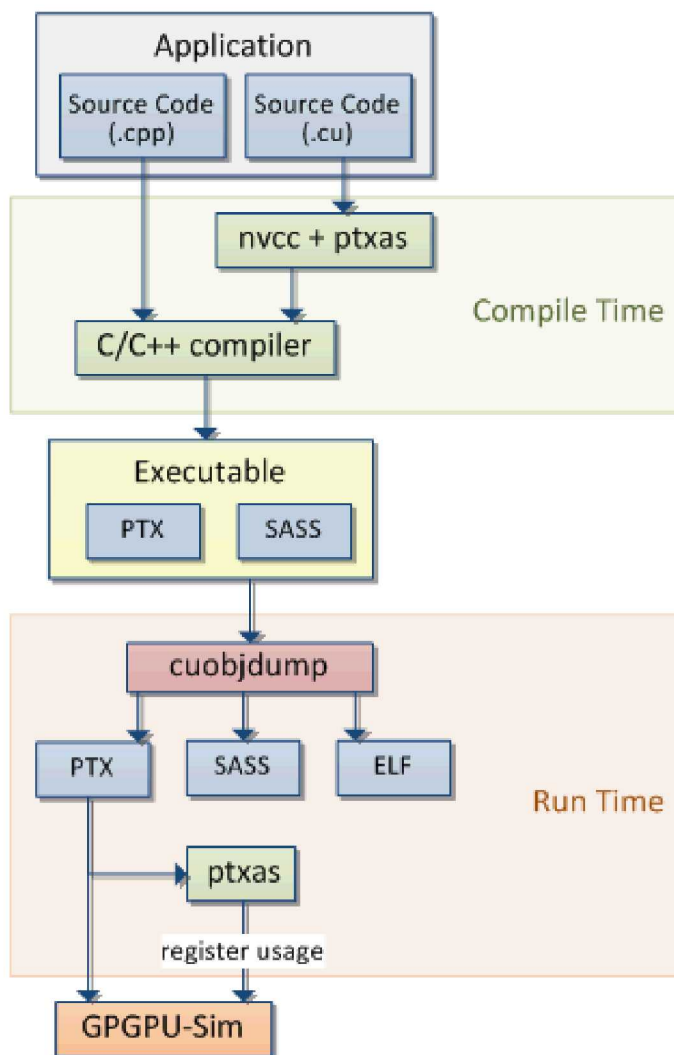 Application
Source Code
(.cpp)
Source Code
(.cu)
nvcc + ptxas
Compile Time
C/C++ compiler
Executable
PTX
SASS
cuobjdump
PTX
SASS
ELF
Run Time
ptxas
register usage
GPGPU-Sim